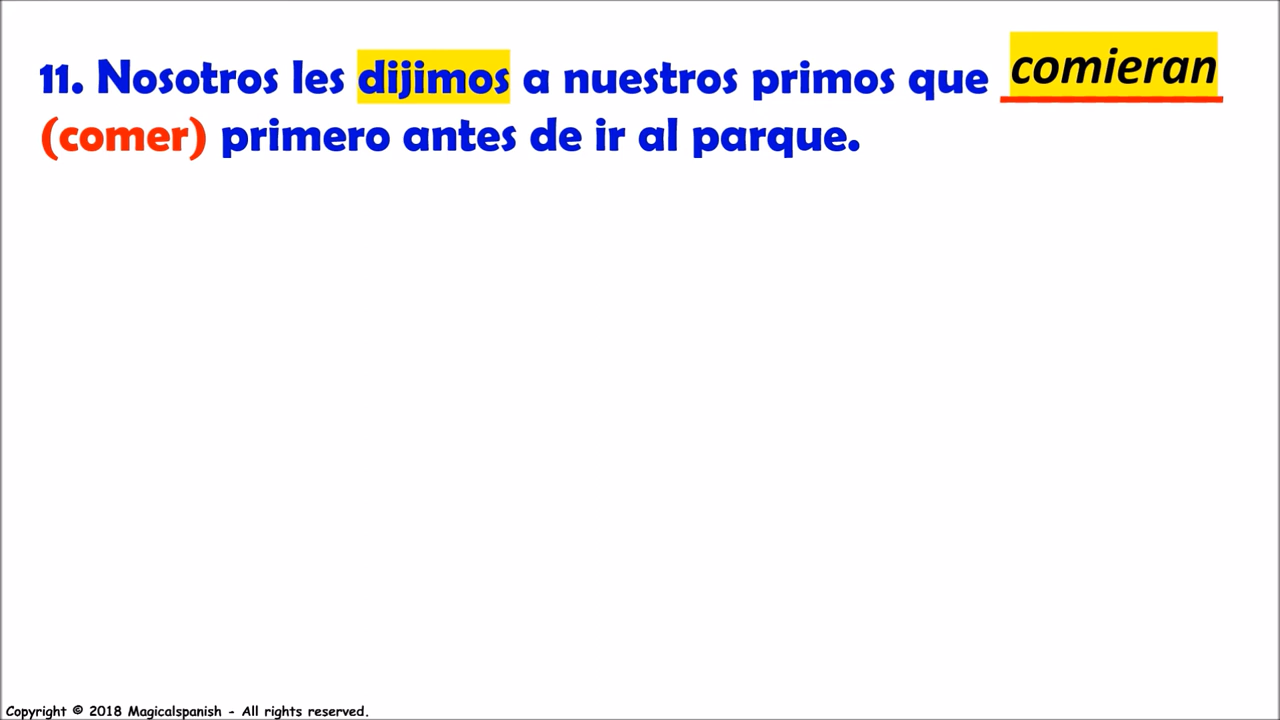 11. Nosotros les dijimos a nuestros primos que comieran
(comer) primero antes de ir al parque.
Copyright © 2018 Magicalspanish - All rights reserved.